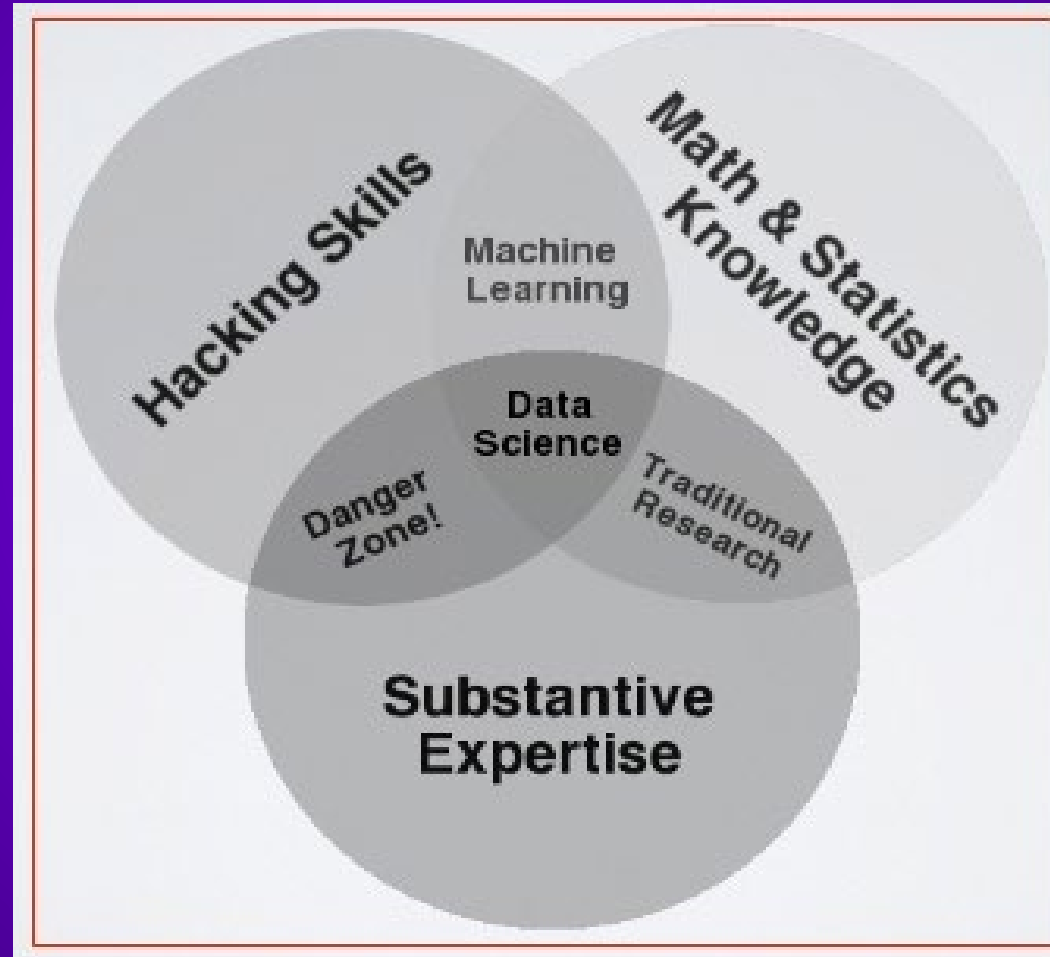 Hacking Skills
Math & Statistics
Knowledge
Machine
Learning
Data
Science
Danger
Zone!
Traditional
Research
Substantive
Expertise